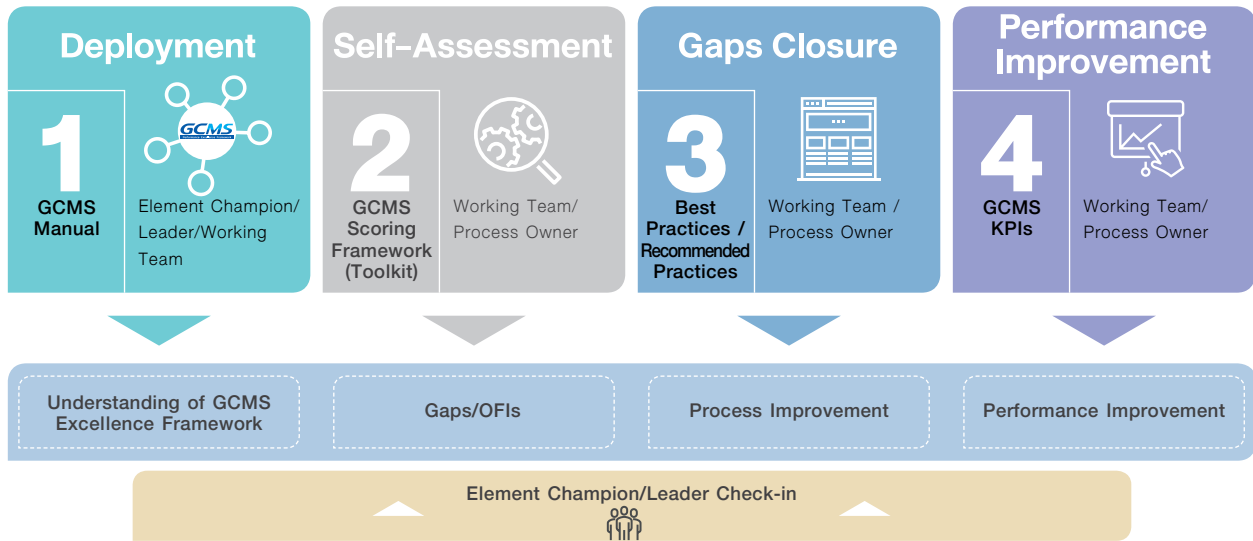 Deployment
1
GCMS
Manual
GCMS
Element Champion/
Leader/Working
Team
Self-Assessment
2
GCMS
Scoring
Framework
(Toolkit)
Working Team/
Process Owner
Gaps Closure
3
Best
Practices /
Recommended
Practices
Working Team /
Process Owner
Performance
Improvement
4
GCMS
KPIs
Working Team/
Process Owner
Understanding of GCMS
Excellence Framework
Gaps/OFIs
Process Improvement
Performance Improvement
Element Champion/Leader Check-in